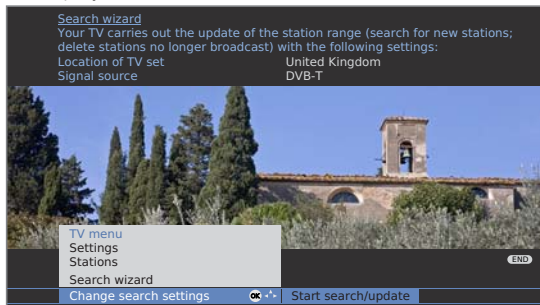 Search wizard
Your TV carries out the update of the station range (search for new stations;
delete stations no longer broadcast) with the following settings:
Location of TV set United Kingdom
Signal source DVB-T
END
TV menu
Settings
Stations
Search wizard
Change search settings OK Start search/update